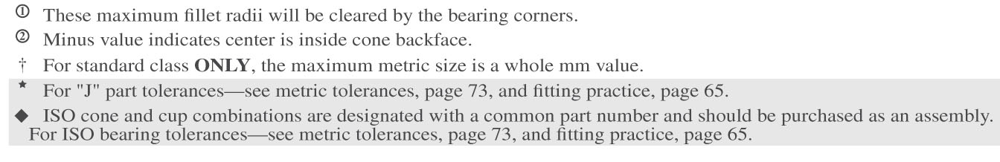 ① These maximum fillet radii will be cleared by the bearing corners.
② Minus value indicates center is inside cone backface.
† For standard class ONLY, the maximum metric size is a whole mm value.
★ For "J" part tolerances—see metric tolerances, page 73, and fitting practice, page 65.
◆ ISO cone and cup combinations are designated with a common part number and should be purchased as an assembly.
For ISO bearing tolerances—see metric tolerances, page 73, and fitting practice, page 65.